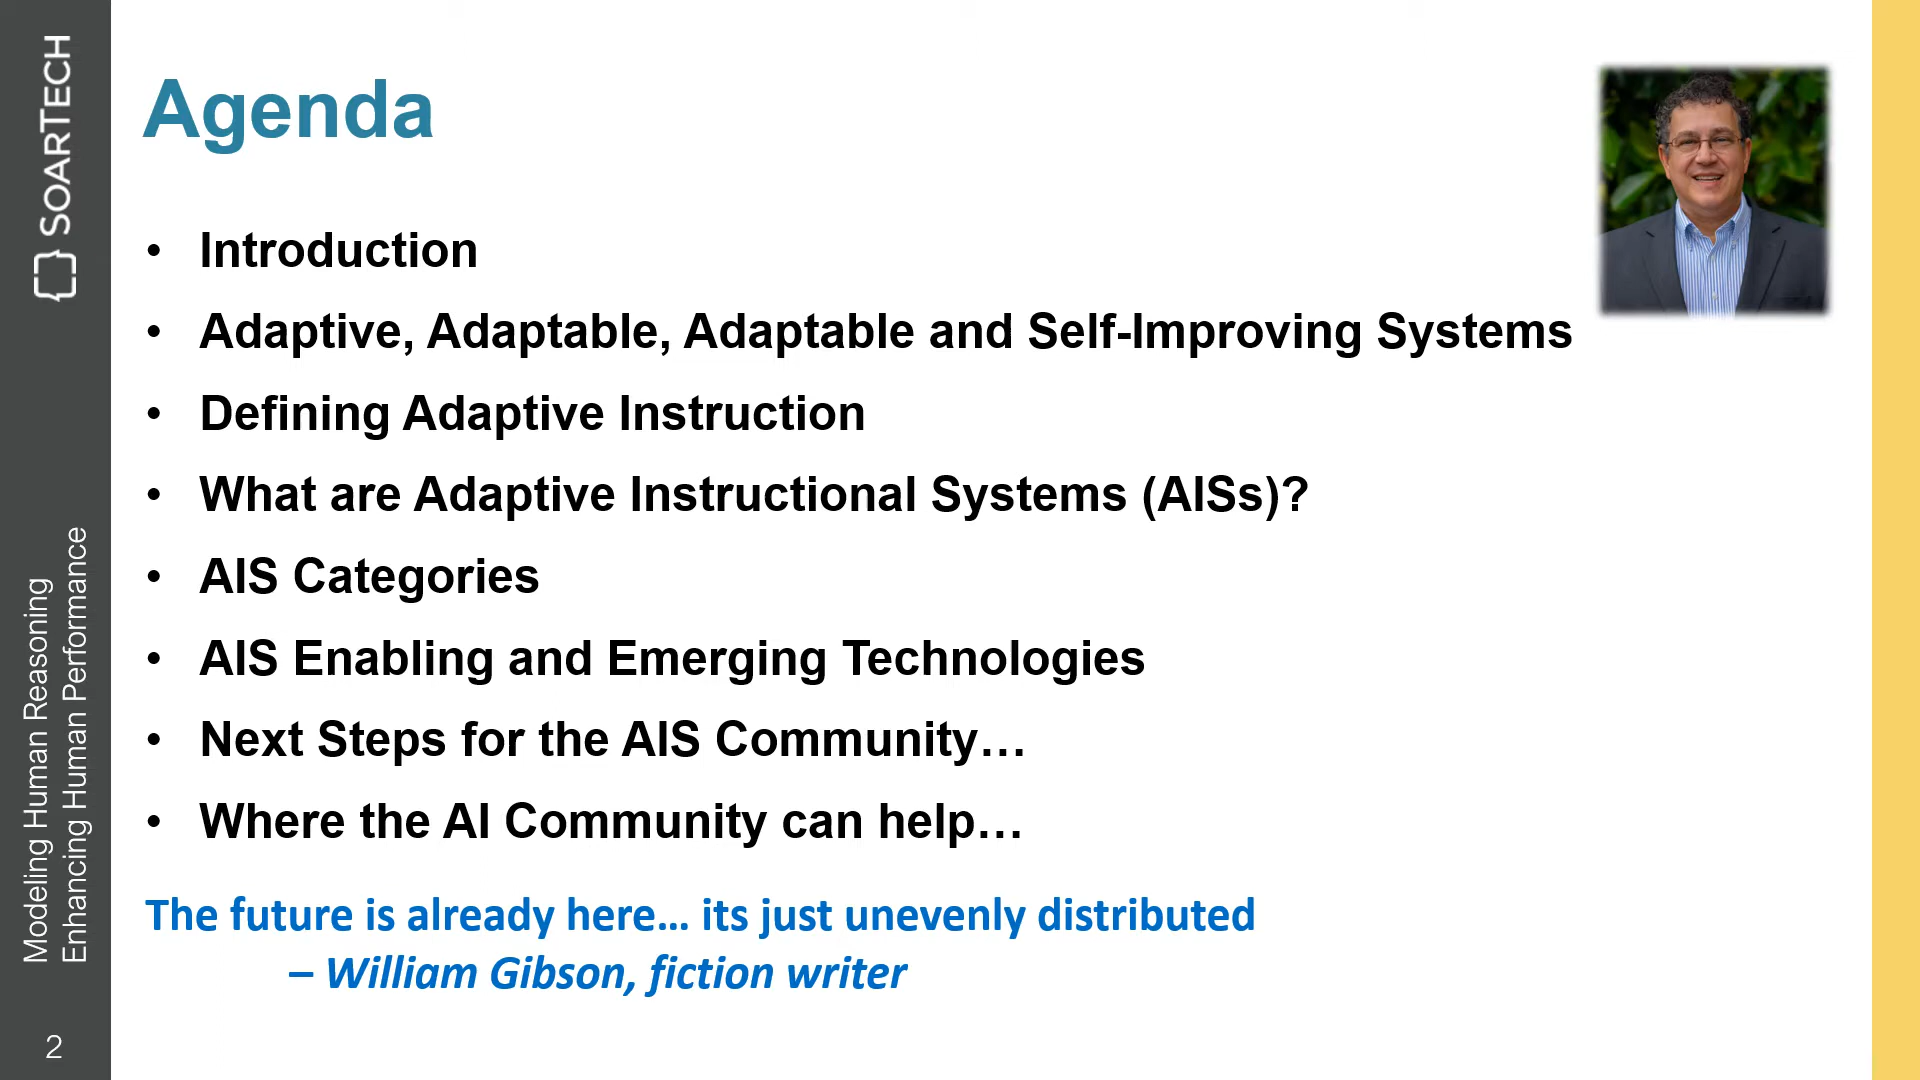 SOARTECH
Modeling Human Reasoning
Enhancing Human Performance
2
Agenda
• Introduction
• Adaptive, Adaptable, Adaptable and Self-Improving Systems
• Defining Adaptive Instruction
• What are Adaptive Instructional Systems (AISs)?
• AIS Categories
• AIS Enabling and Emerging Technologies
• Next Steps for the AIS Community…
• Where the AI Community can help…
The future is already here… its just unevenly distributed
– William Gibson, fiction writer